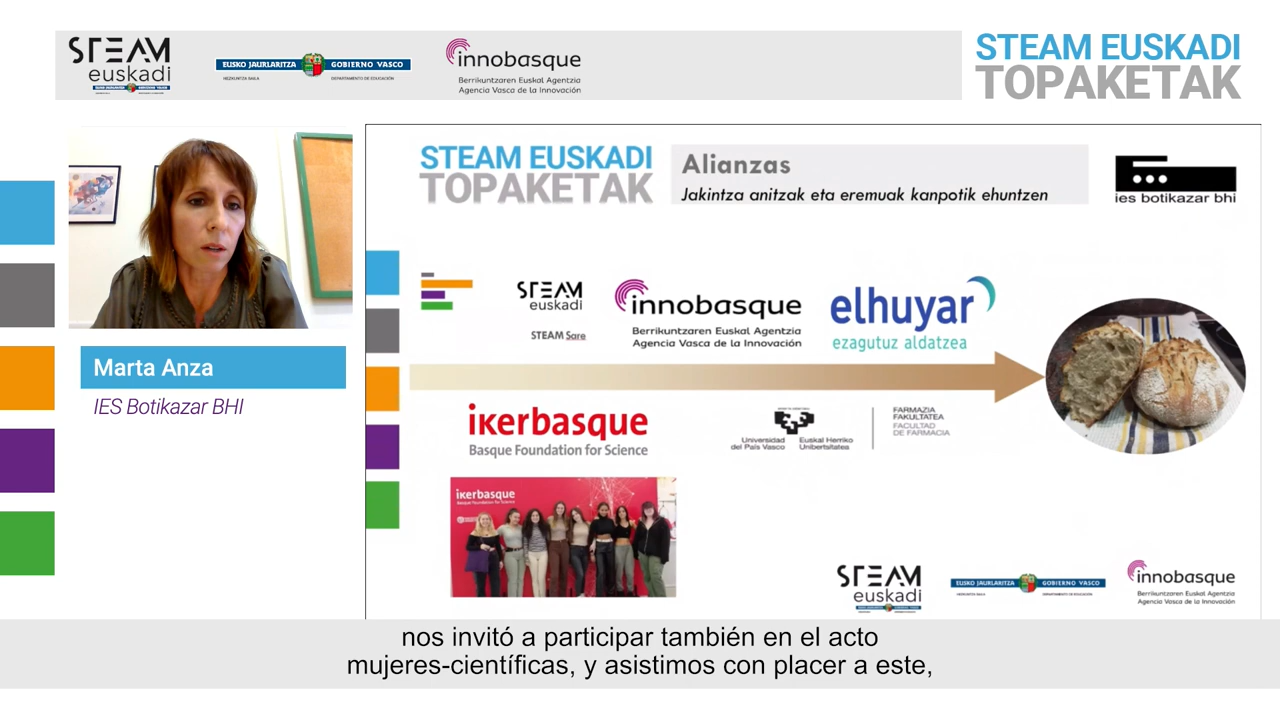 STEAM
euskadi
EUSKO JAURLARITZA
GOBIERNO VASCO
HEZKUNTZA SAILA
DEPARTAMENTO DE EDUCACIÓN
innobasque
Berrikuntzaren Euskal Agentzia
Agencia Vasca de la Innovación
STEAM EUSKADI
TOPAKETAK
Marta Anza
IES Botikazar BHI
STEAM EUSKADI
TOPAKETAK
Alianzas
Jakintza anitzak eta eremuak kanpotik ehuntzen
ies botikazar bhi
STEAM
euskadi
STEAM Sare
innobasque
Berrikuntzaren Euskal Agentzia
Agencia Vasca de la Innovación
elhuyar
ezagutuz aldatzea
ikerbasque
Basque Foundation for Science
Universidad
del País Vasco
Euskal Herriko
Unibertsitatea
FARMAZIA
FAKULTATEA
FACULTAD
DE FARMACIA
ikerbasque
Basque Foundation for Science
STEAM
euskadi
EUSKO JAURLARITZA
GOBIERNO VASCO
innobasque
Berrikuntzaren Euskal Agentzia
Agencia Vasca de la Innovación
nos invitó a participar también en el acto
mujeres-científicas, y asistimos con placer a este,